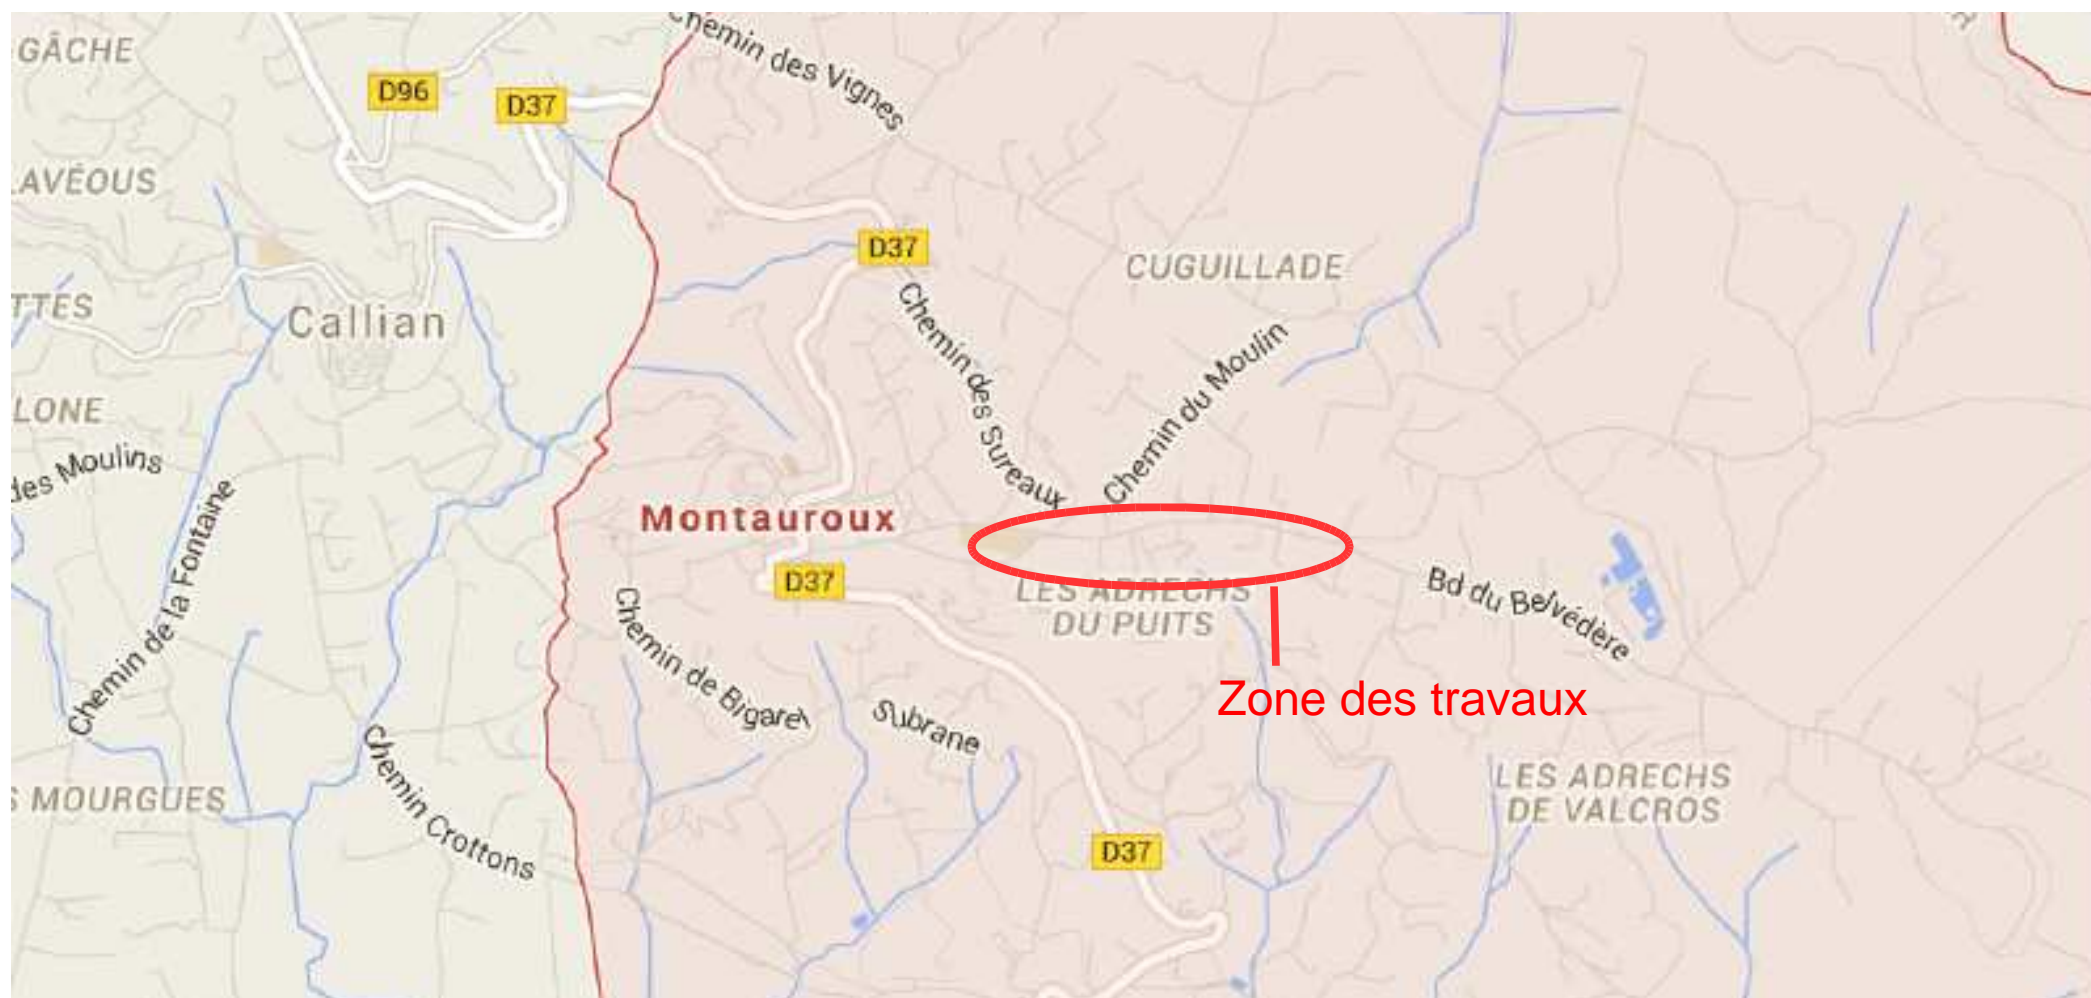 GÂCHE
Chemin des Vignes
D96
D37
AVÉOUS
D37
CUGUILLADE
TTES
Callian
Chemin des Sureaux
Chemin du Moulin
LONE
des Moulins
Chemin de la Fontaine
Montauroux
D37
LES ADRECHS
DU PUITS
Bd du Belvédère
Chemin de Bigarel
Subrane
Zone des travaux
Chemin Crottons
MOURGUES
LES ADRECHS
DE VALCROS
D37